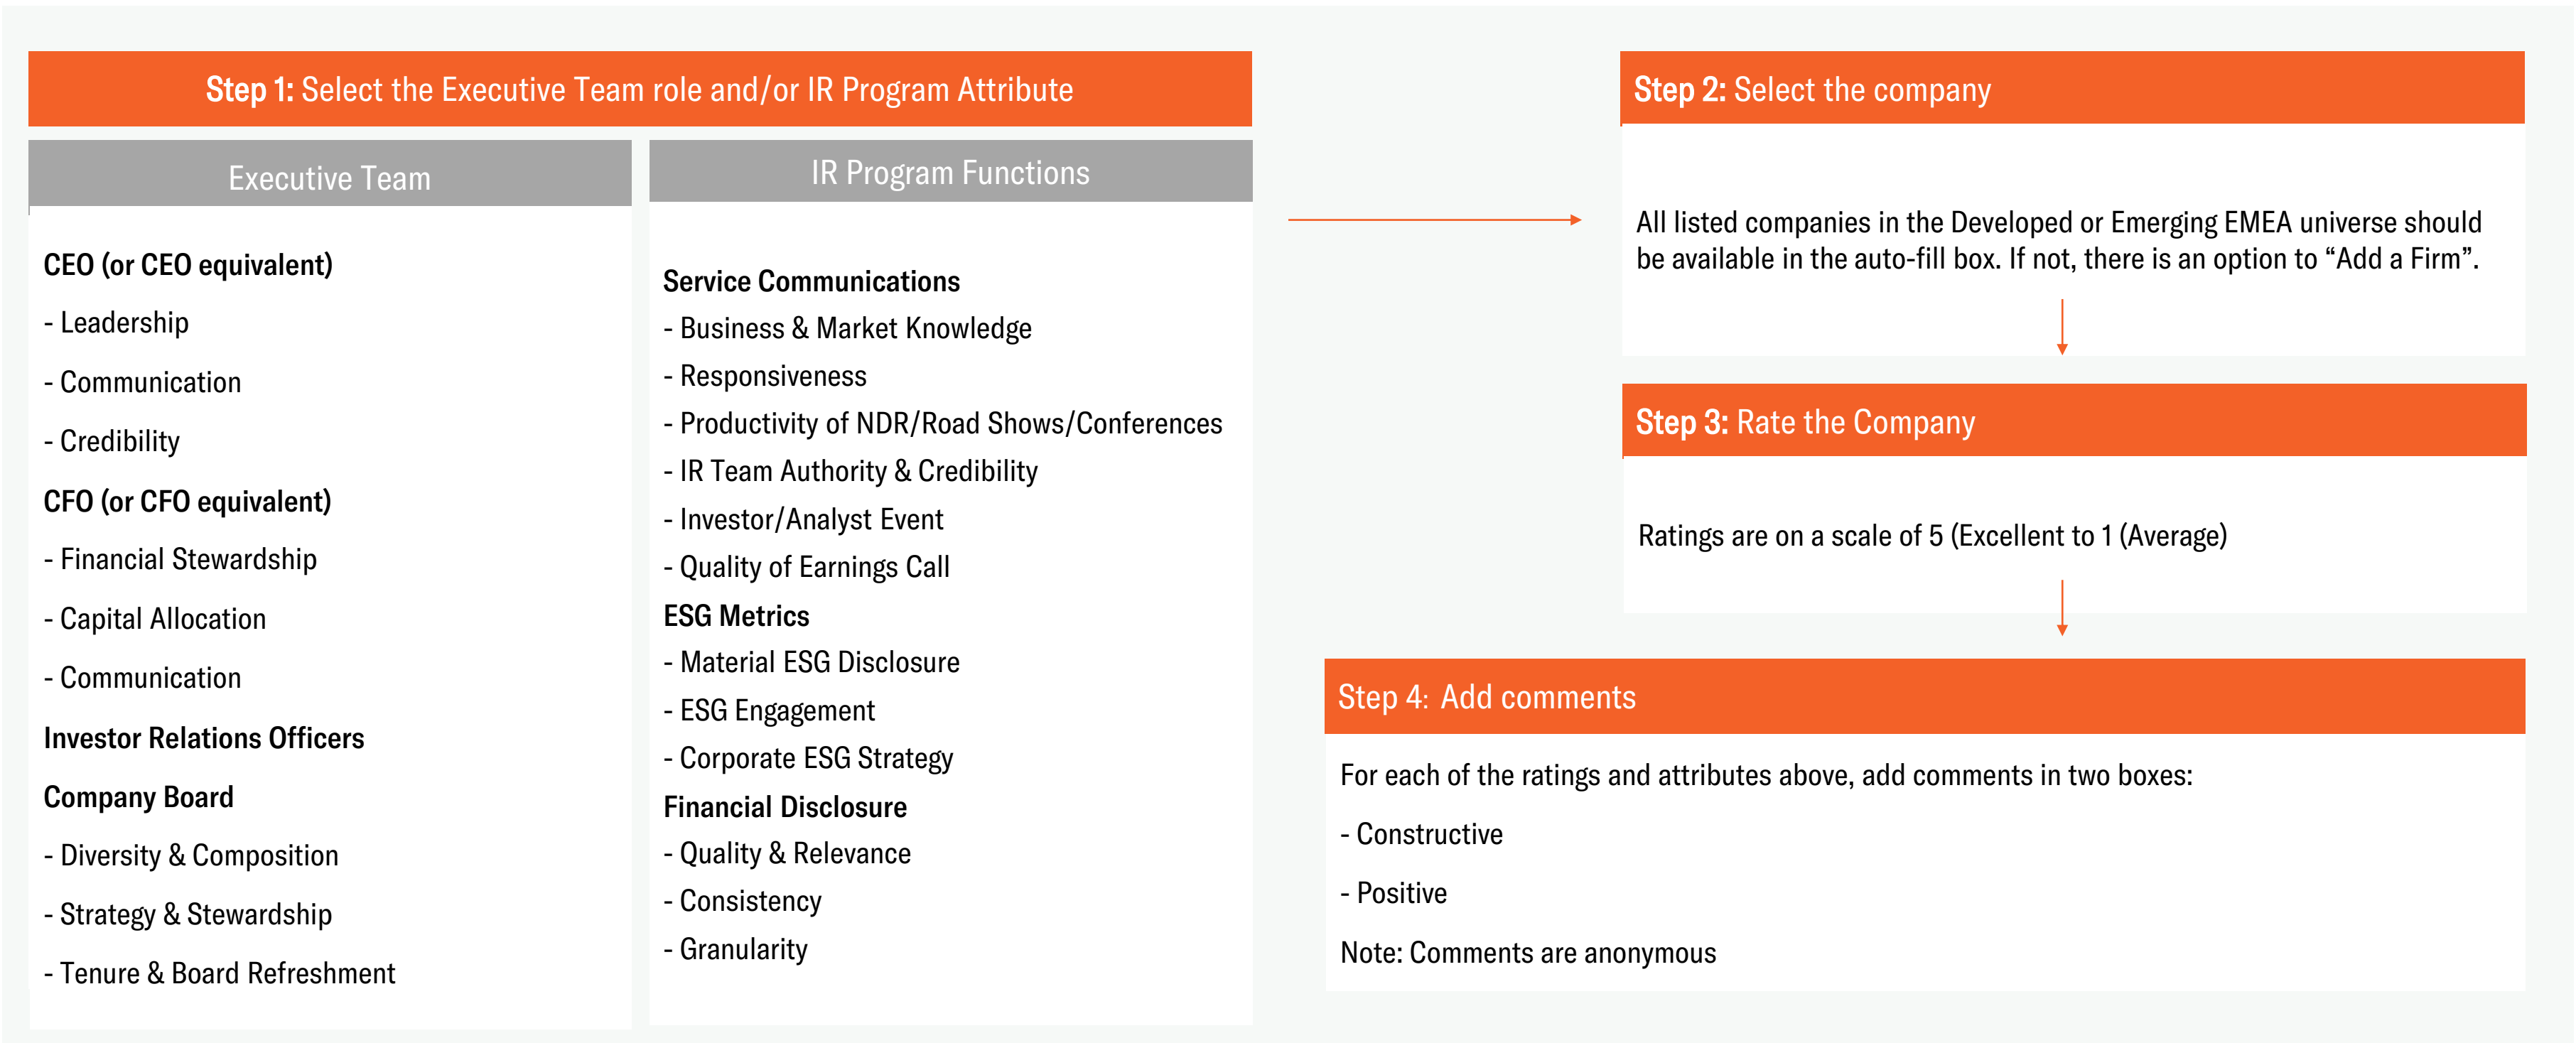 Step 1: Select the Executive Team role and/or IR Program Attribute
Executive Team
CEO (or CEO equivalent)
- Leadership
- Communication
- Credibility
CFO (or CFO equivalent)
- Financial Stewardship
- Capital Allocation
- Communication
Investor Relations Officers
Company Board
- Diversity & Composition
- Strategy & Stewardship
- Tenure & Board Refreshment
IR Program Functions
Service Communications
- Business & Market Knowledge
- Responsiveness
- Productivity of NDR/Road Shows/Conferences
- IR Team Authority & Credibility
- Investor/Analyst Event
- Quality of Earnings Call
ESG Metrics
- Material ESG Disclosure
- ESG Engagement
- Corporate ESG Strategy
Financial Disclosure
- Quality & Relevance
- Consistency
- Granularity
Step 2: Select the company
All listed companies in the Developed or Emerging EMEA universe should
be available in the auto-fill box. If not, there is an option to “Add a Firm”.
Step 3: Rate the Company
Ratings are on a scale of 5 (Excellent to 1 (Average)
Step 4: Add comments
For each of the ratings and attributes above, add comments in two boxes:
- Constructive
- Positive
Note: Comments are anonymous